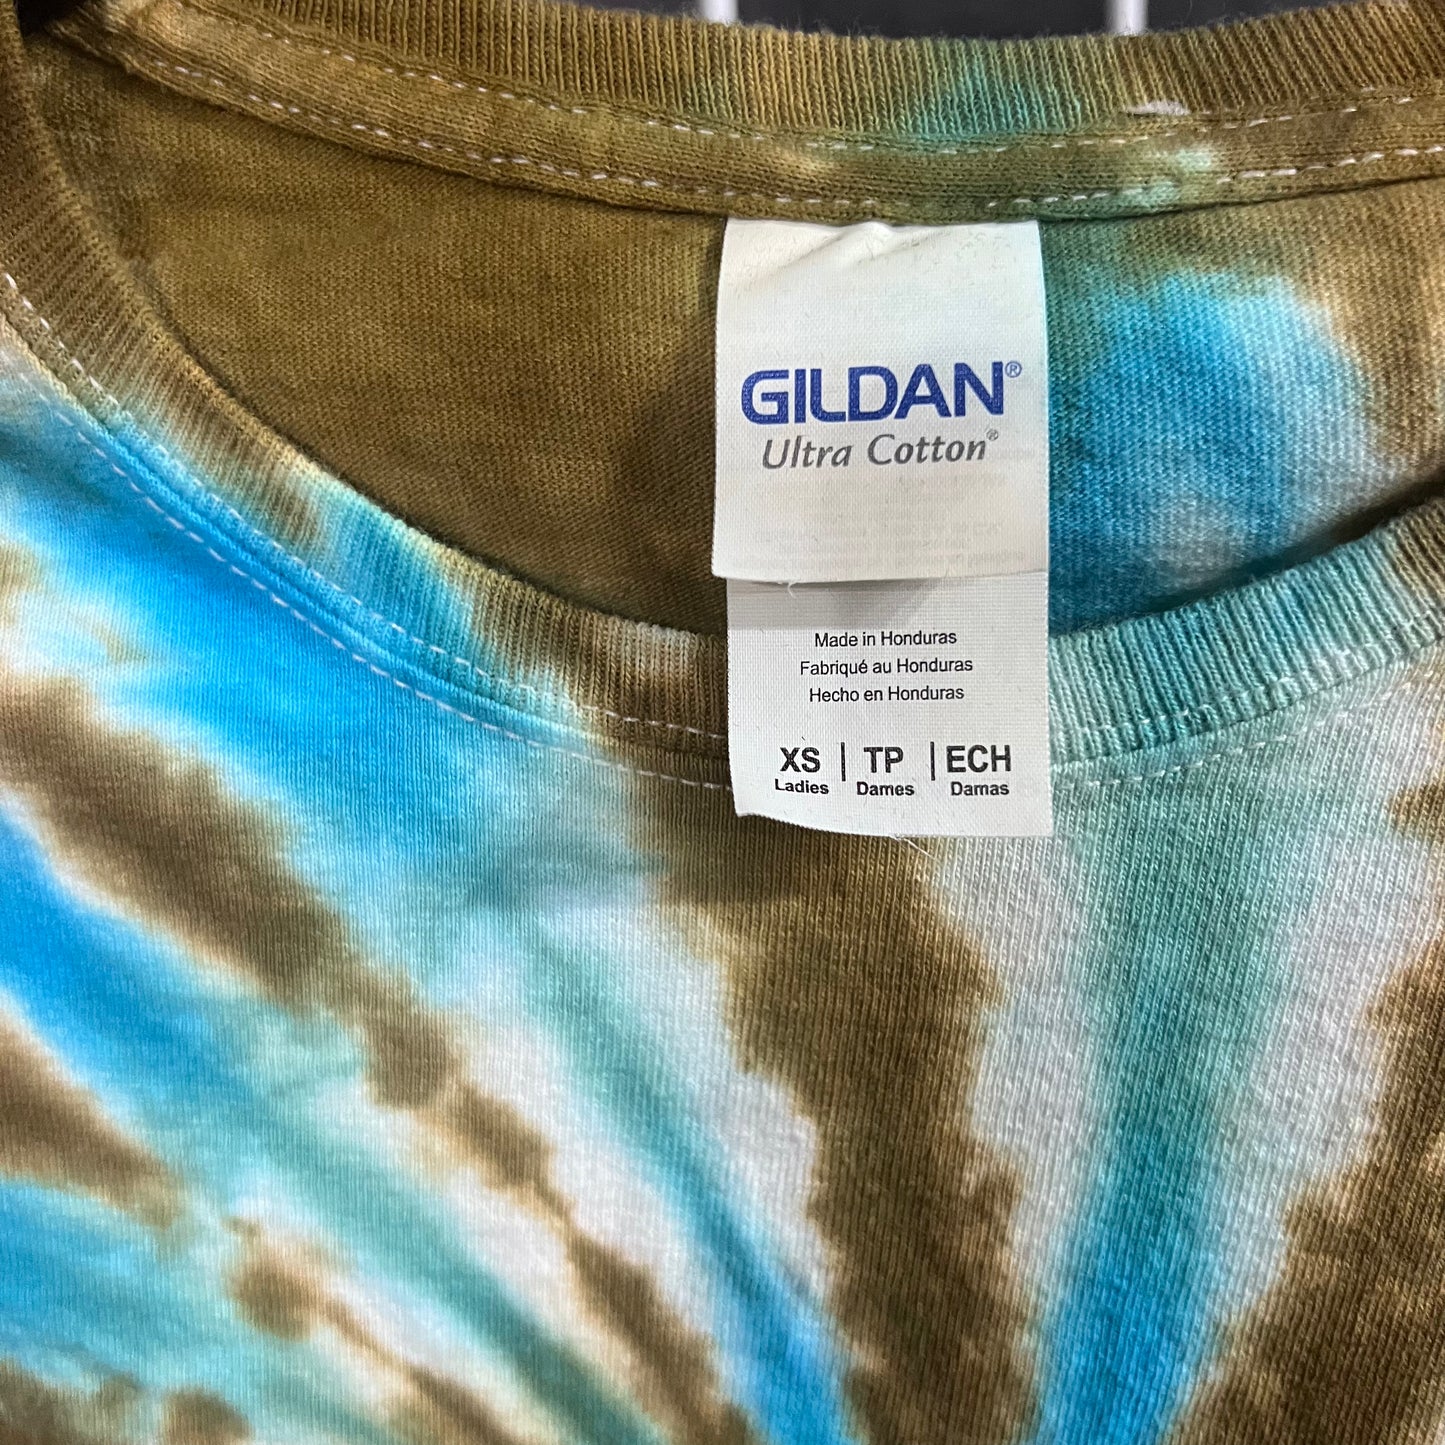 GILDAN®
Ultra Cotton®
Made in Honduras
Fabriqué au Honduras
Hecho en Honduras
XS | TP | ECH
Ladies Dames Damas